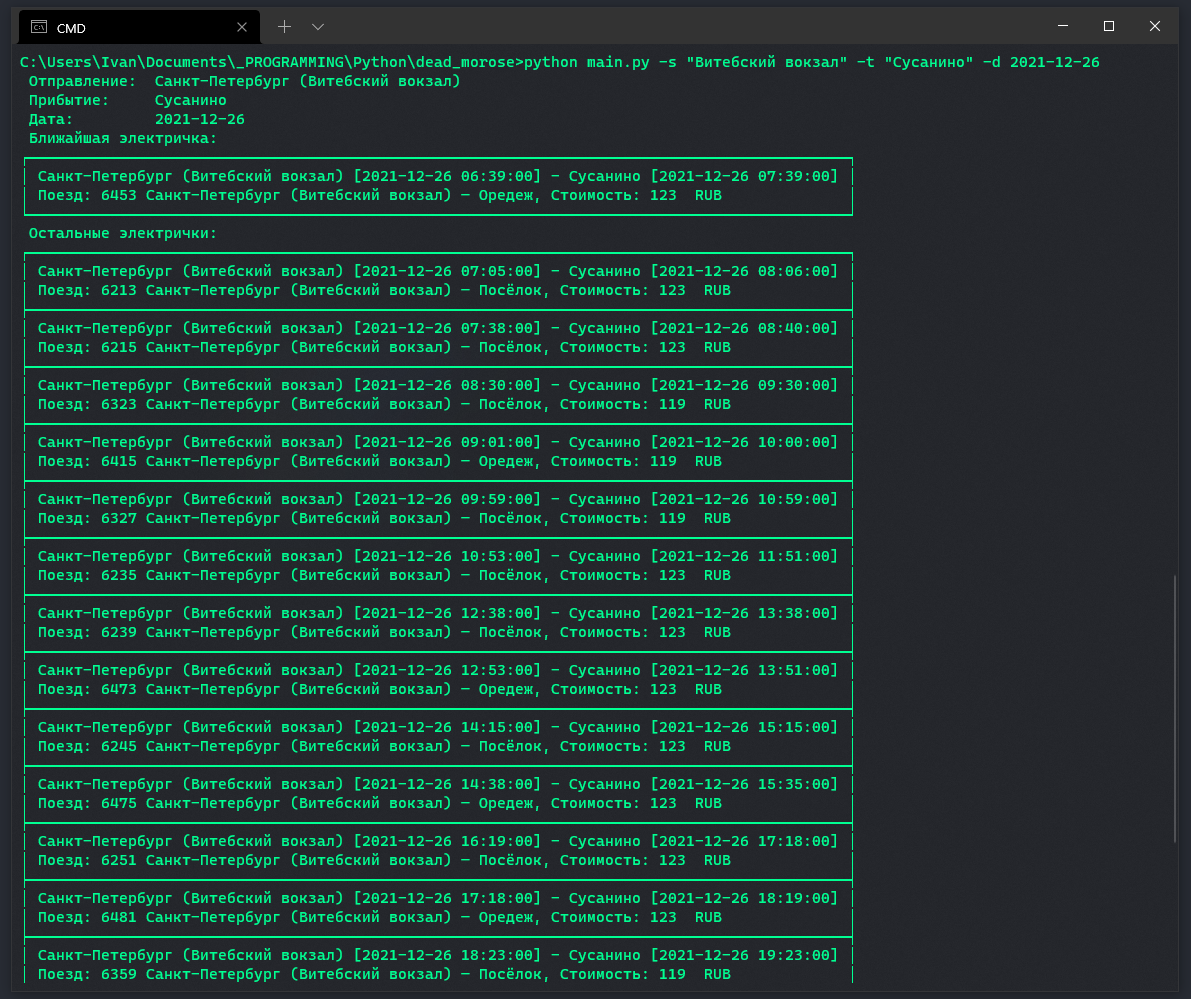 CMD
C:\Users\Ivan\Documents\_PROGRAMMING\Python\dead_morose>python main.py -s "Витебский вокзал" -t "Сусанино" -d 2021-12-26
Отправление: Санкт-Петербург (Витебский вокзал)
Прибытие: Сусанино
Дата: 2021-12-26
Ближайшая электричка:
Санкт-Петербург (Витебский вокзал) [2021-12-26 06:39:00] - Сусанино [2021-12-26 07:39:00]
Поезд: 6453 Санкт-Петербург (Витебский вокзал) — Оредеж, Стоимость: 123 RUB
Остальные электрички:
Санкт-Петербург (Витебский вокзал) [2021-12-26 07:05:00] - Сусанино [2021-12-26 08:06:00]
Поезд: 6213 Санкт-Петербург (Витебский вокзал) — Посёлок, Стоимость: 123 RUB
Санкт-Петербург (Витебский вокзал) [2021-12-26 07:38:00] - Сусанино [2021-12-26 08:40:00]
Поезд: 6215 Санкт-Петербург (Витебский вокзал) — Посёлок, Стоимость: 123 RUB
Санкт-Петербург (Витебский вокзал) [2021-12-26 08:30:00] - Сусанино [2021-12-26 09:30:00]
Поезд: 6323 Санкт-Петербург (Витебский вокзал) — Посёлок, Стоимость: 119 RUB
Санкт-Петербург (Витебский вокзал) [2021-12-26 09:01:00] - Сусанино [2021-12-26 10:00:00]
Поезд: 6415 Санкт-Петербург (Витебский вокзал) — Оредеж, Стоимость: 119 RUB
Санкт-Петербург (Витебский вокзал) [2021-12-26 09:59:00] - Сусанино [2021-12-26 10:59:00]
Поезд: 6327 Санкт-Петербург (Витебский вокзал) — Посёлок, Стоимость: 119 RUB
Санкт-Петербург (Витебский вокзал) [2021-12-26 10:53:00] - Сусанино [2021-12-26 11:51:00]
Поезд: 6235 Санкт-Петербург (Витебский вокзал) — Посёлок, Стоимость: 123 RUB
Санкт-Петербург (Витебский вокзал) [2021-12-26 12:38:00] - Сусанино [2021-12-26 13:38:00]
Поезд: 6239 Санкт-Петербург (Витебский вокзал) — Посёлок, Стоимость: 123 RUB
Санкт-Петербург (Витебский вокзал) [2021-12-26 12:53:00] - Сусанино [2021-12-26 13:51:00]
Поезд: 6473 Санкт-Петербург (Витебский вокзал) — Оредеж, Стоимость: 123 RUB
Санкт-Петербург (Витебский вокзал) [2021-12-26 14:15:00] - Сусанино [2021-12-26 15:15:00]
Поезд: 6245 Санкт-Петербург (Витебский вокзал) — Посёлок, Стоимость: 123 RUB
Санкт-Петербург (Витебский вокзал) [2021-12-26 14:38:00] - Сусанино [2021-12-26 15:35:00]
Поезд: 6475 Санкт-Петербург (Витебский вокзал) — Оредеж, Стоимость: 123 RUB
Санкт-Петербург (Витебский вокзал) [2021-12-26 16:19:00] - Сусанино [2021-12-26 17:18:00]
Поезд: 6251 Санкт-Петербург (Витебский вокзал) — Посёлок, Стоимость: 123 RUB
Санкт-Петербург (Витебский вокзал) [2021-12-26 17:18:00] - Сусанино [2021-12-26 18:19:00]
Поезд: 6481 Санкт-Петербург (Витебский вокзал) — Оредеж, Стоимость: 123 RUB
Санкт-Петербург (Витебский вокзал) [2021-12-26 18:23:00] - Сусанино [2021-12-26 19:23:00]
Поезд: 6359 Санкт-Петербург (Витебский вокзал) — Посёлок, Стоимость: 119 RUB